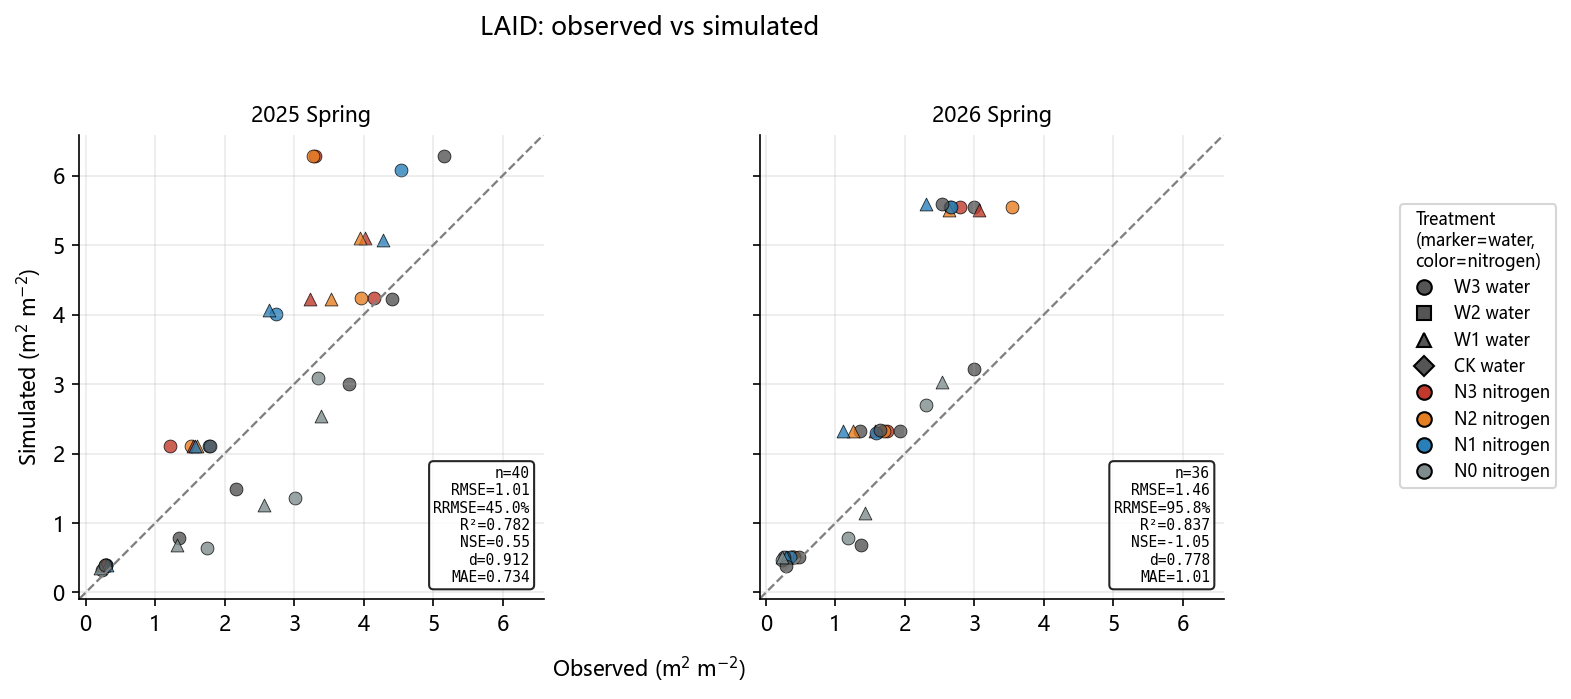 LAID: observed vs simulated
2025 Spring
2026 Spring
Simulated (m² m⁻²)
6
5
4
3
2
1
0
0 1 2 3 4 5 6
n=40
RMSE=1.01
RRMSE=45.0%
R²=0.782
NSE=0.55
d=0.912
MAE=0.734
0 1 2 3 4 5 6
n=36
RMSE=1.46
RRMSE=95.8%
R²=0.837
NSE=-1.05
d=0.778
MAE=1.01
Observed (m² m⁻²)
Treatment
(marker=water,
color=nitrogen)
W3 water
W2 water
W1 water
CK water
N3 nitrogen
N2 nitrogen
N1 nitrogen
N0 nitrogen